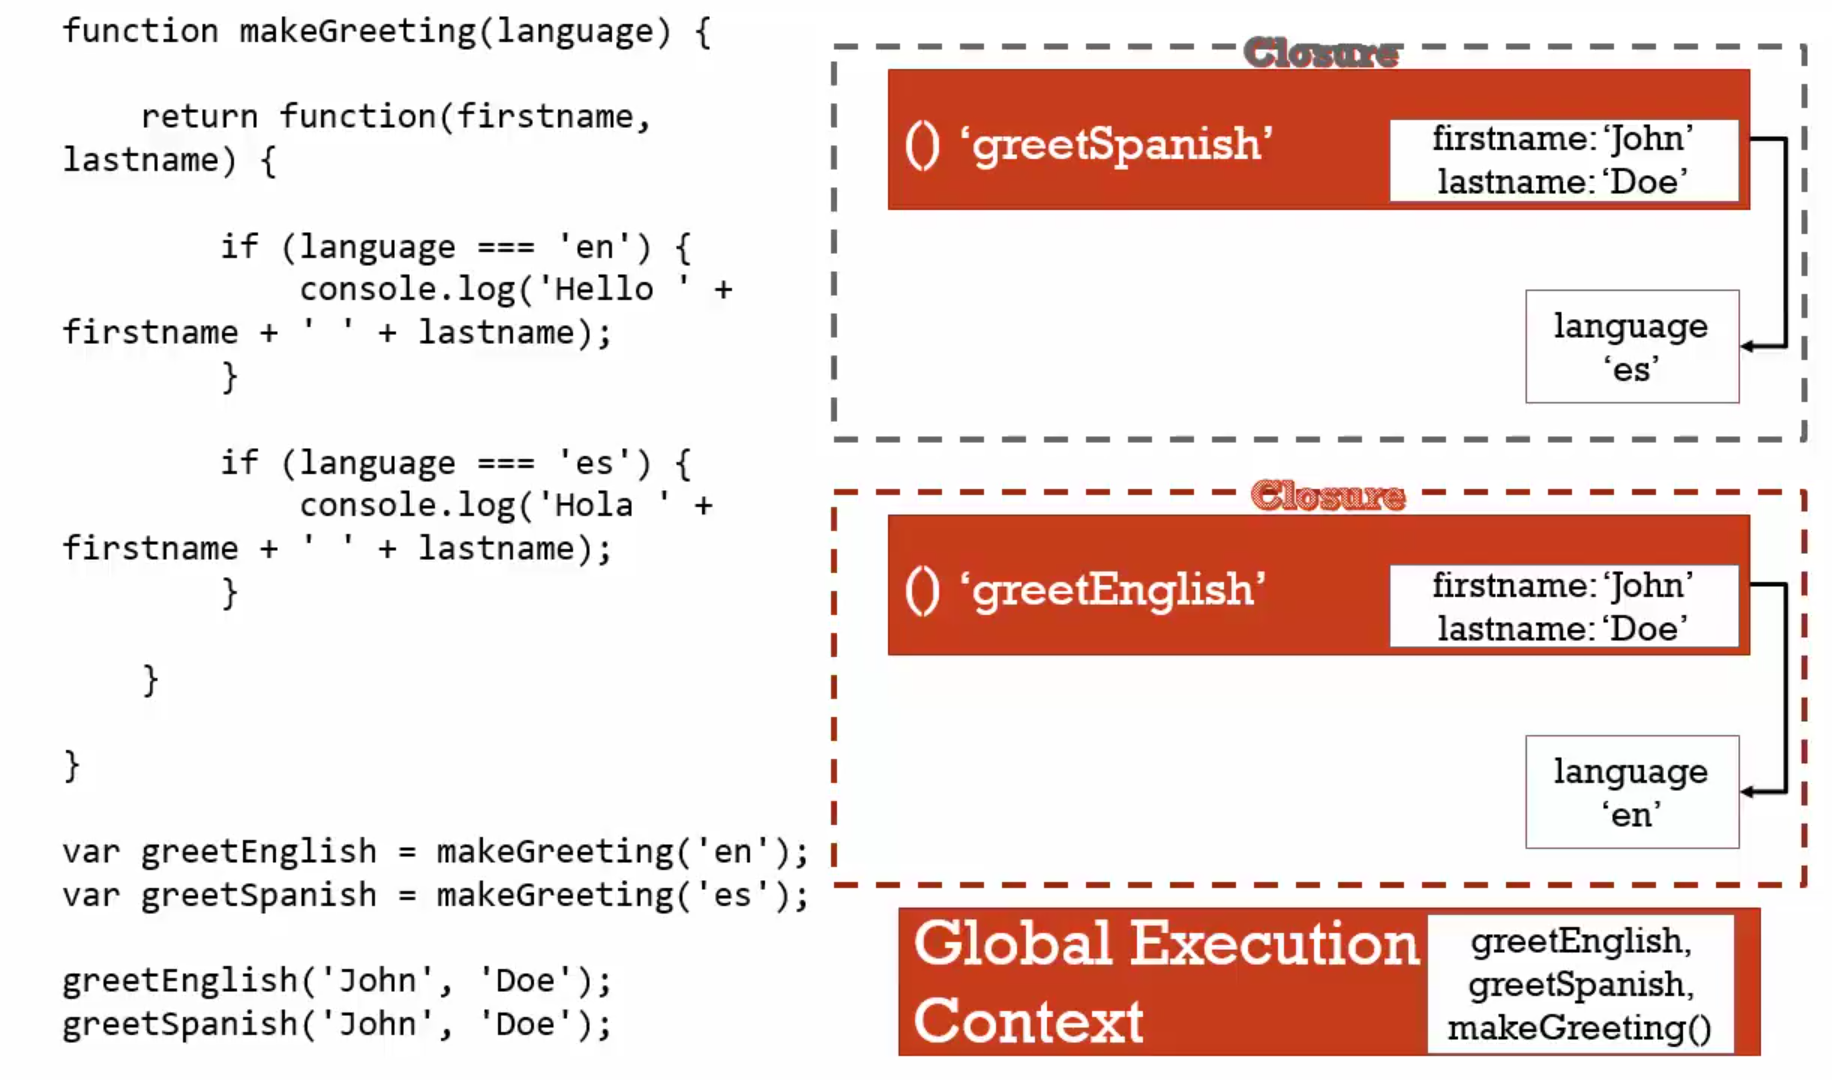 function makeGreeting(language) {
return function(firstname,
lastname) {
if (language === 'en') {
console.log('Hello ' +
firstname + ' ' + lastname);
}
if (language === 'es') {
console.log('Hola ' +
firstname + ' ' + lastname);
}
}
}
var greetEnglish = makeGreeting('en');
var greetSpanish = makeGreeting('es');
greetEnglish('John', 'Doe');
greetSpanish('John', 'Doe');
Closure
() ‘greetSpanish’
firstname: ‘John’
lastname: ‘Doe’
language
‘es’
Closure
() ‘greetEnglish’
firstname: ‘John’
lastname: ‘Doe’
language
‘en’
Global Execution
Context
greetEnglish,
greetSpanish,
makeGreeting()